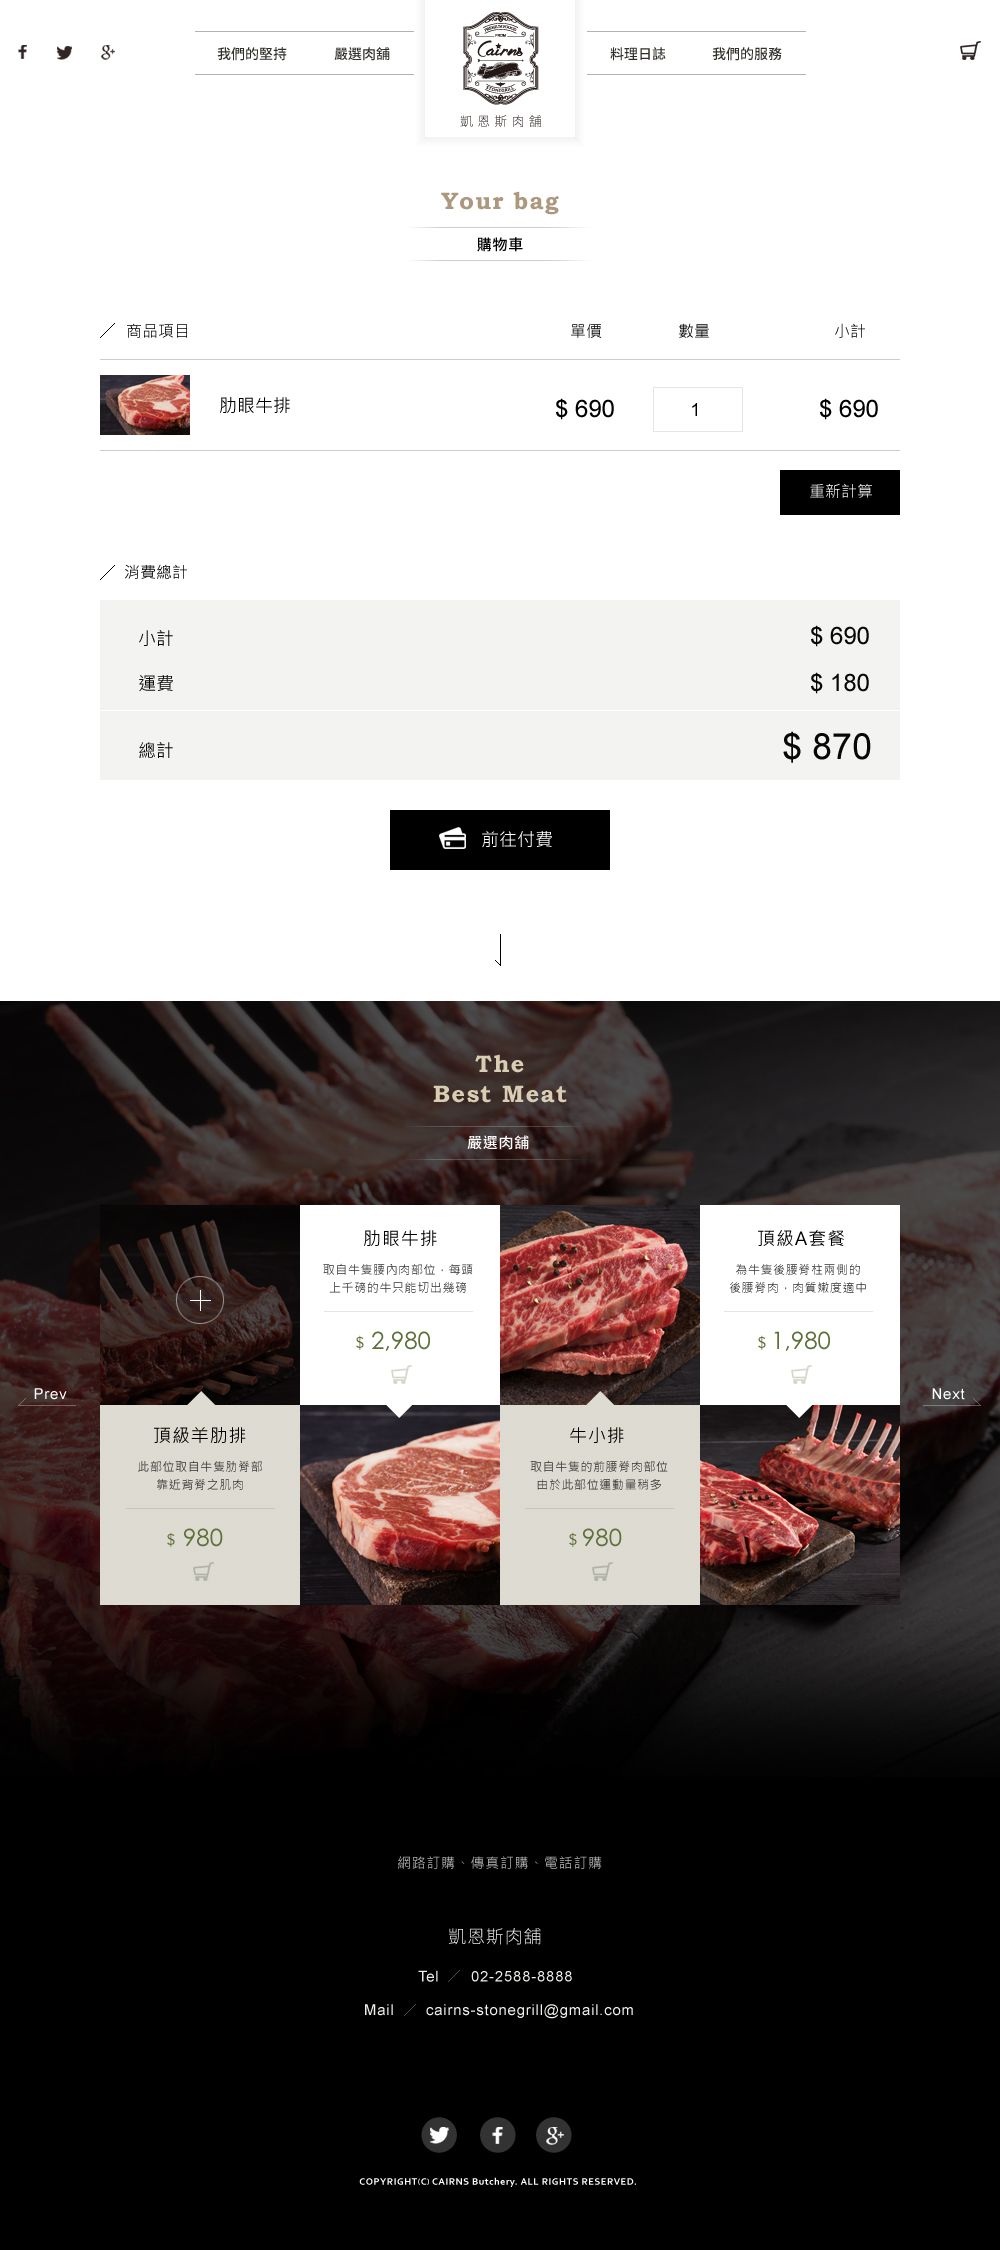 我們的堅持
嚴選肉舖
FROM
Cairns
STONEGRILL
凱恩斯肉舖
料理日誌
我們的服務
Your bag
購物車
商品項目
單價
數量
小計
肋眼牛排
$ 690
1
$ 690
重新計算
消費總計
小計
$ 690
運費
$ 180
總計
$ 870
前往付費
The
Best Meat
嚴選肉舖
肋眼牛排
取自牛隻腰內肉部位，每頭
上千磅的牛只能切出幾磅
$ 2,980
頂級A套餐
為牛隻後腰脊柱兩側的
後腰脊肉，肉質嫩度適中
$ 1,980
Prev
Next
頂級羊肋排
此部位取自牛隻肋脊部
靠近背脊之肌肉
$ 980
牛小排
取自牛隻的前腰脊肉部位
由於此部位運動量稍多
$ 980
網路訂購、傳真訂購、電話訂購
凱恩斯肉舖
Tel ／ 02-2588-8888
Mail ／ cairns-stonegrill@gmail.com
COPYRIGHT(C) CAIRNS Butchery. ALL RIGHTS RESERVED.